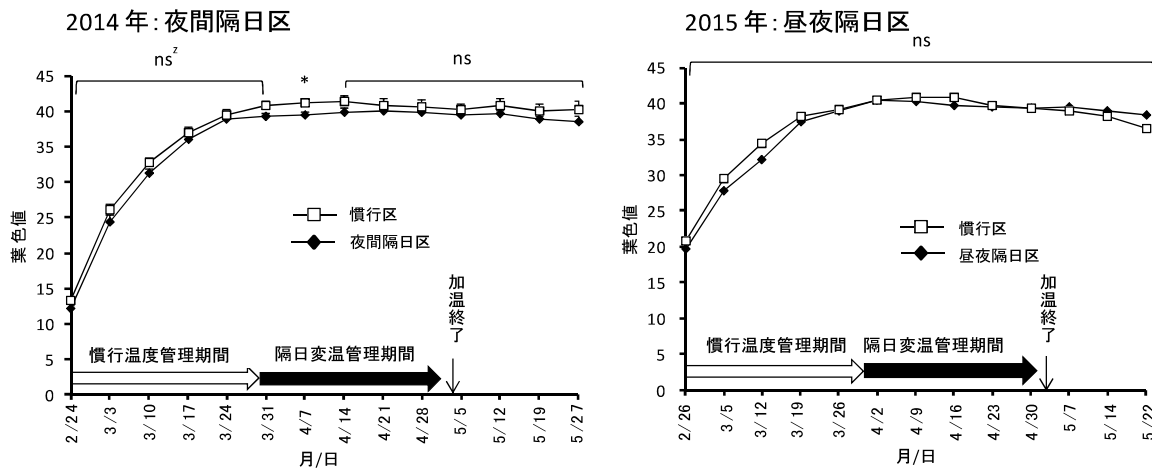 2014 年：夜間隔日区
ns^z
*
ns
45
40
35
30
25
20
15
10
5
0
葉色値
慣行区
夜間隔日区
加温終了
慣行温度管理期間
隔日変温管理期間
2/24
3/3
3/10
3/17
3/24
3/31
4/7
4/14
4/21
4/28
5/5
5/12
5/19
5/27
月/日
2015 年：昼夜隔日区
ns
45
40
35
30
25
20
15
10
5
0
葉色値
慣行区
昼夜隔日区
加温終了
慣行温度管理期間
隔日変温管理期間
2/26
3/5
3/12
3/19
3/26
4/2
4/9
4/16
4/23
4/30
5/7
5/14
5/22
月/日